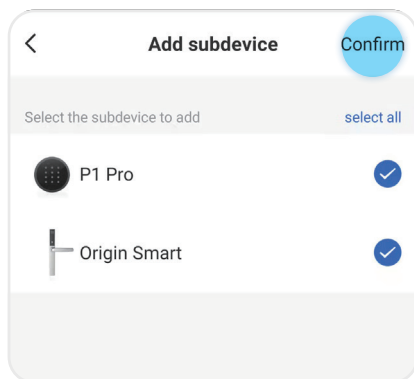 Add subdevice Confirm
Select the subdevice to add select all
P1 Pro
Origin Smart